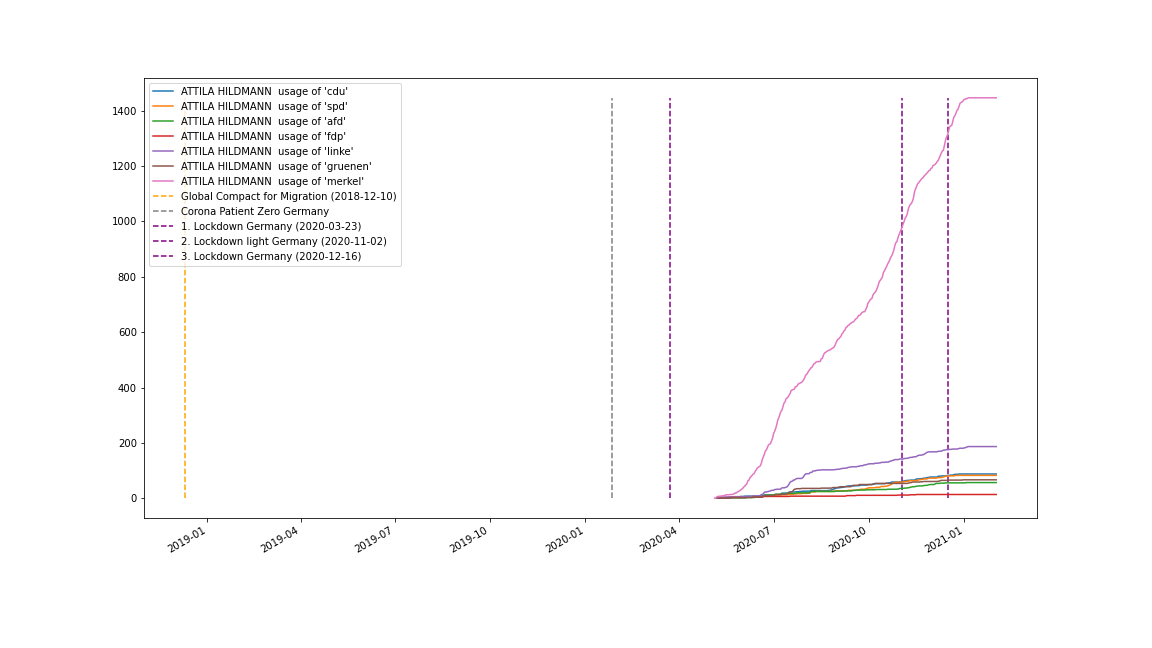 1400
1200
1000
800
600
400
200
0
ATTILA HILDMANN  usage of 'cdu'
ATTILA HILDMANN  usage of 'spd'
ATTILA HILDMANN  usage of 'afd'
ATTILA HILDMANN  usage of 'fdp'
ATTILA HILDMANN  usage of 'linke'
ATTILA HILDMANN  usage of 'gruenen'
ATTILA HILDMANN  usage of 'merkel'
Global Compact for Migration (2018-12-10)
Corona Patient Zero Germany
1. Lockdown Germany (2020-03-23)
2. Lockdown light Germany (2020-11-02)
3. Lockdown Germany (2020-12-16)
2019-01
2019-04
2019-07
2019-10
2020-01
2020-04
2020-07
2020-10
2021-01